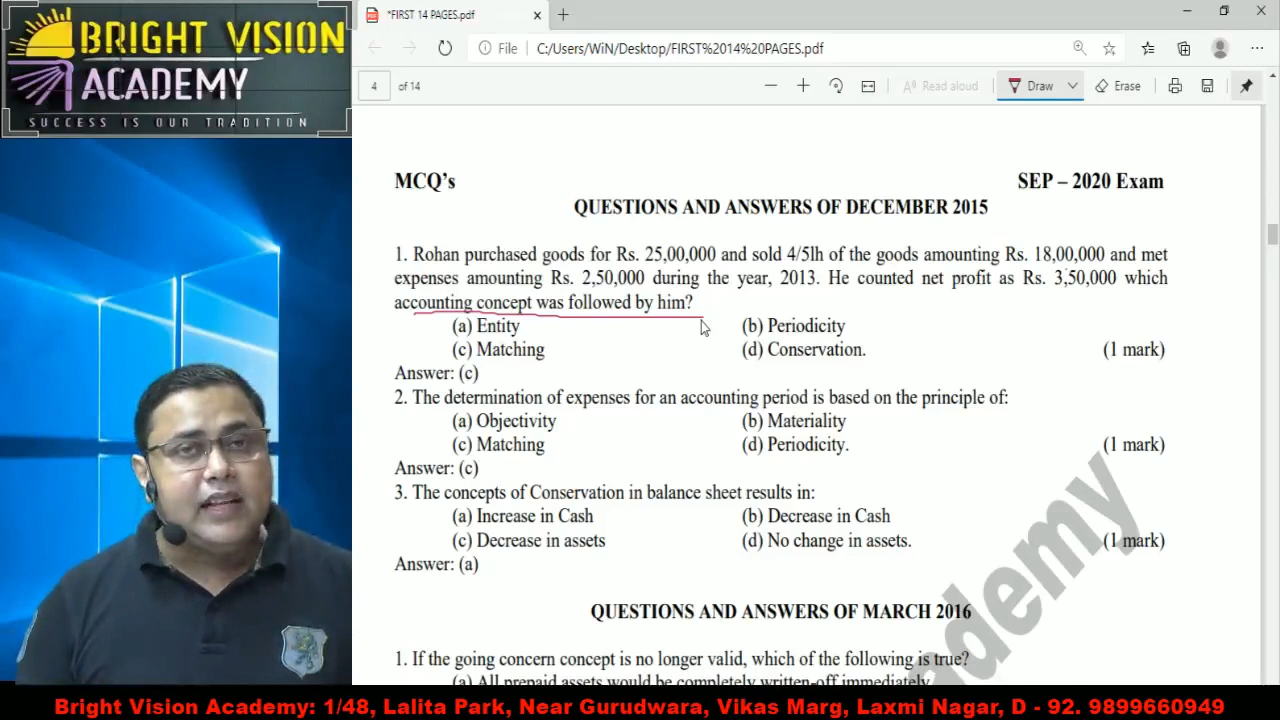 BRIGHT VISION
ACADEMY
SUCCESS IS OUR TRADITION
*FIRST 14 PAGES.pdf
File
C:/Users/WiN/Desktop/FIRST%2014%20PAGES.pdf
4 of 14
Read aloud
Draw
Erase
MCQ's SEP – 2020 Exam
QUESTIONS AND ANSWERS OF DECEMBER 2015
1. Rohan purchased goods for Rs. 25,00,000 and sold 4/5lh of the goods amounting Rs. 18,00,000 and met
expenses amounting Rs. 2,50,000 during the year, 2013. He counted net profit as Rs. 3,50,000 which
accounting concept was followed by him?
(a) Entity (b) Periodicity
(c) Matching (d) Conservation. (1 mark)
Answer: (c)
2. The determination of expenses for an accounting period is based on the principle of:
(a) Objectivity (b) Materiality
(c) Matching (d) Periodicity. (1 mark)
Answer: (c)
3. The concepts of Conservation in balance sheet results in:
(a) Increase in Cash (b) Decrease in Cash
(c) Decrease in assets (d) No change in assets. (1 mark)
Answer: (a)
QUESTIONS AND ANSWERS OF MARCH 2016
1. If the going concern concept is no longer valid, which of the following is true?
(a) All prepaid assets would be completely written-off immediately
Bright Vision Academy: 1/48, Lalita Park, Near Gurudwara, Vikas Marg, Laxmi Nagar, D - 92. 9899660949